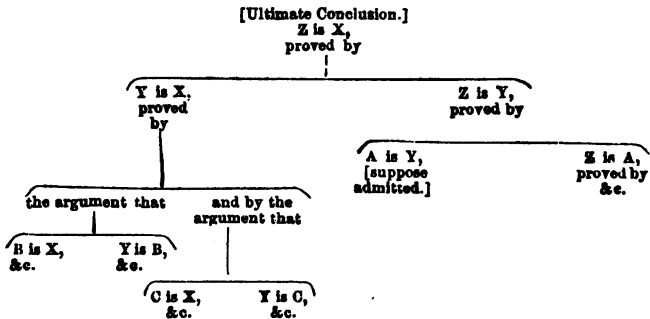 [Ultimate Conclusion.]
Z is X,
proved by
Y is X,
proved
by
Z is Y,
proved by
A is Y,
[suppose
admitted.]
Z is A,
proved by
&c.
the argument that
and by the
argument that
B is X,
&c.
Y is B,
&c.
C is X,
&c.
Y is C,
&c.